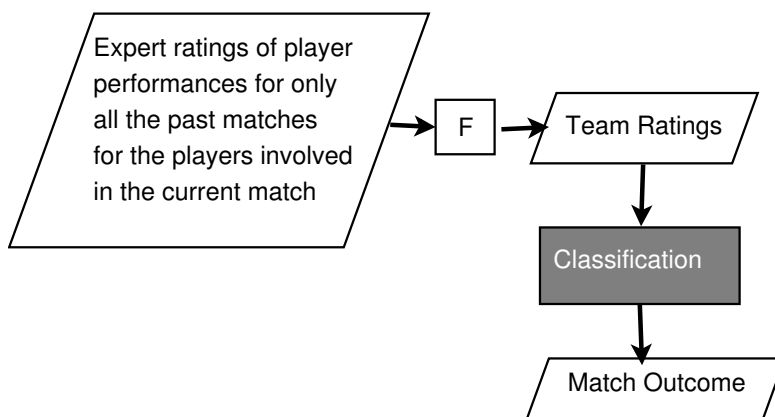 Expert ratings of player
performances for only
all the past matches
for the players involved
in the current match
F
Team Ratings
Classification
Match Outcome